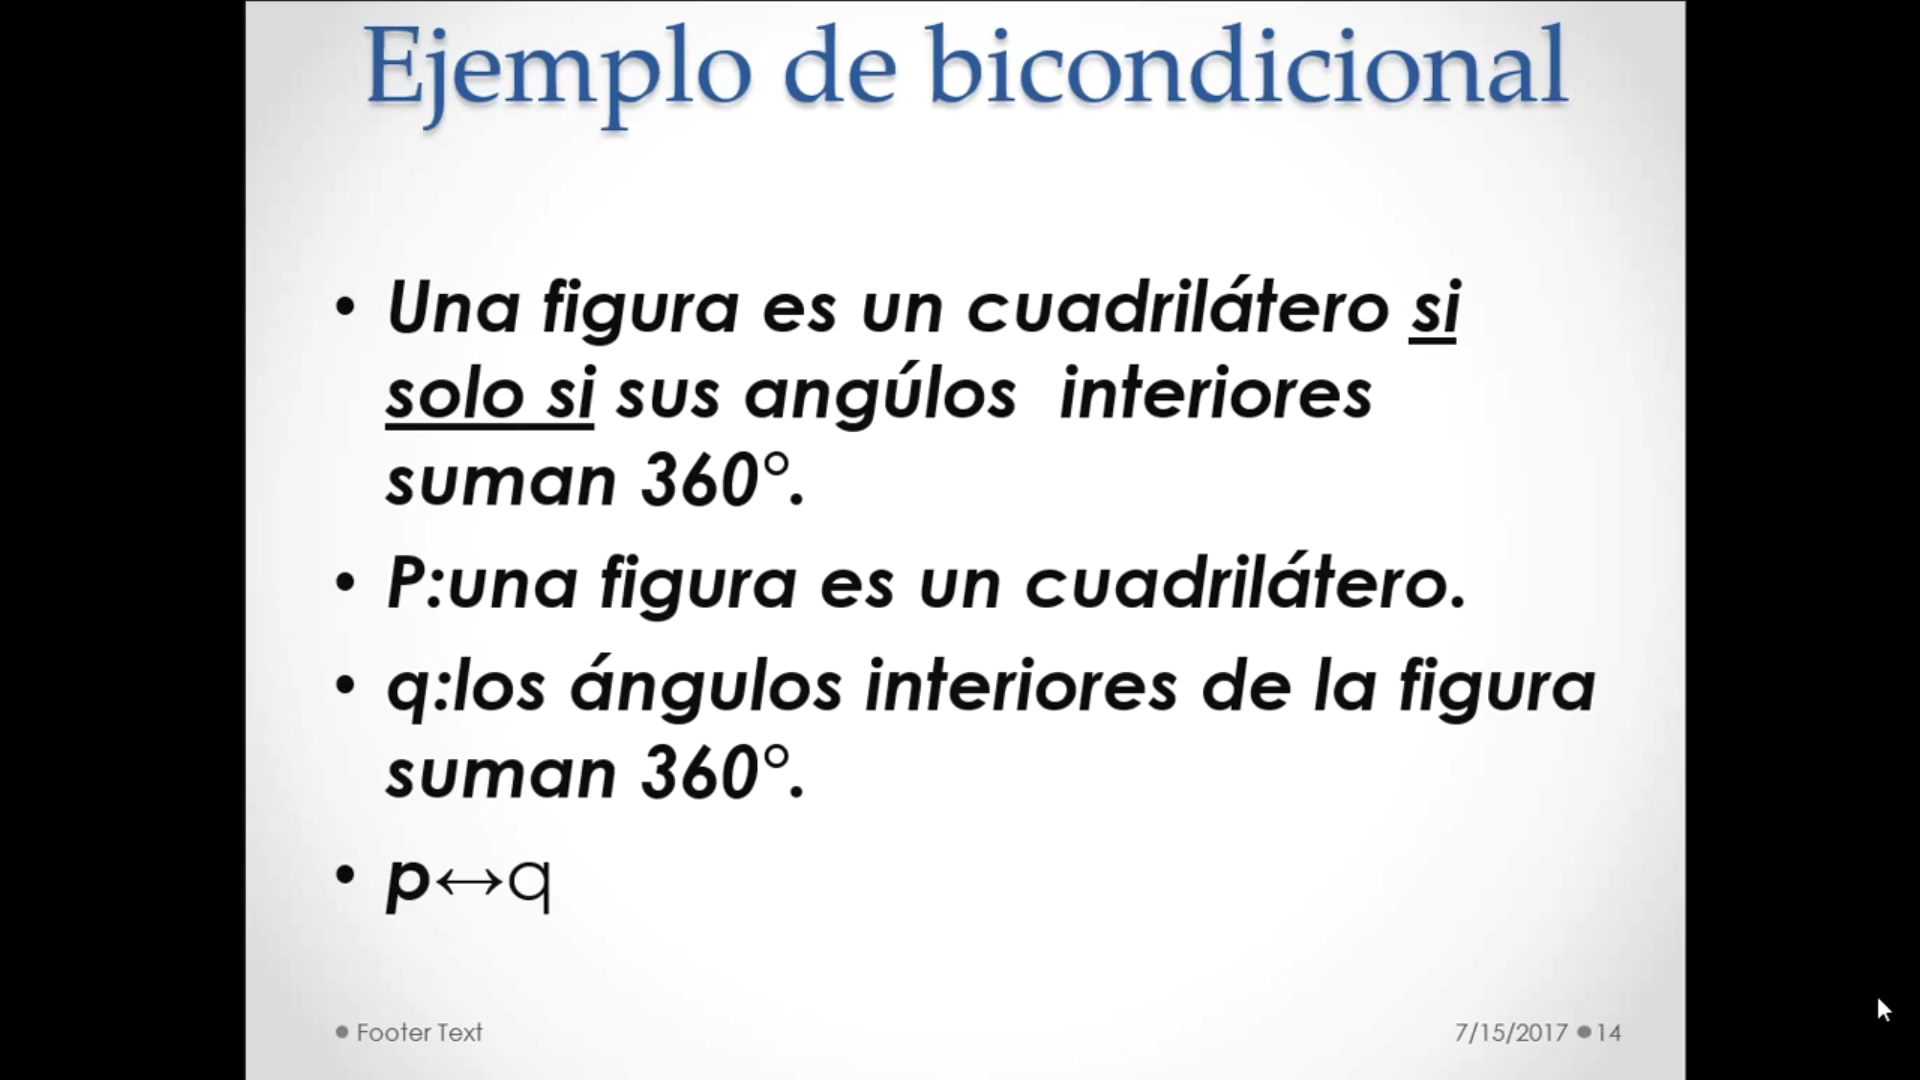 Ejemplo de bicondicional
• Una figura es un cuadrilátero si
solo si sus angúlos  interiores
suman 360°.
• P:una figura es un cuadrilátero.
• q:los ángulos interiores de la figura
suman 360°.
• p↔q
● Footer Text
7/15/2017 ● 14